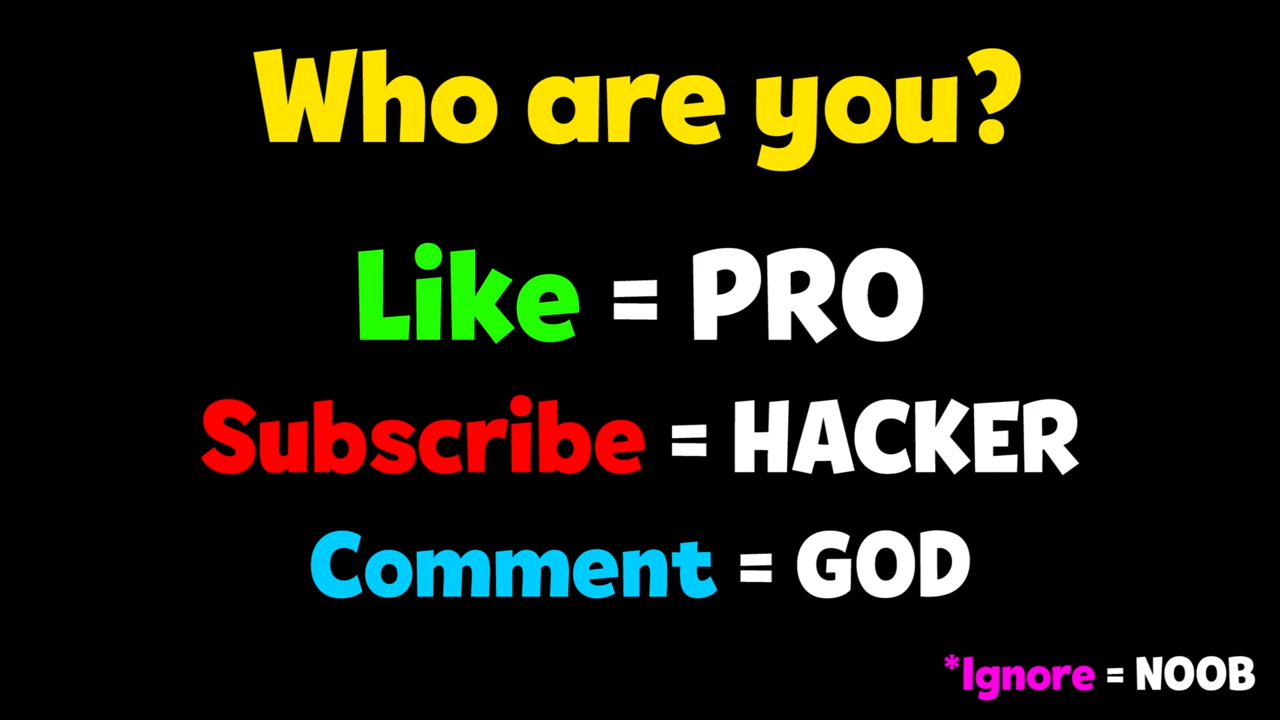 Who are you?
Like = PRO
Subscribe = HACKER
Comment = GOD
*Ignore = NOOB